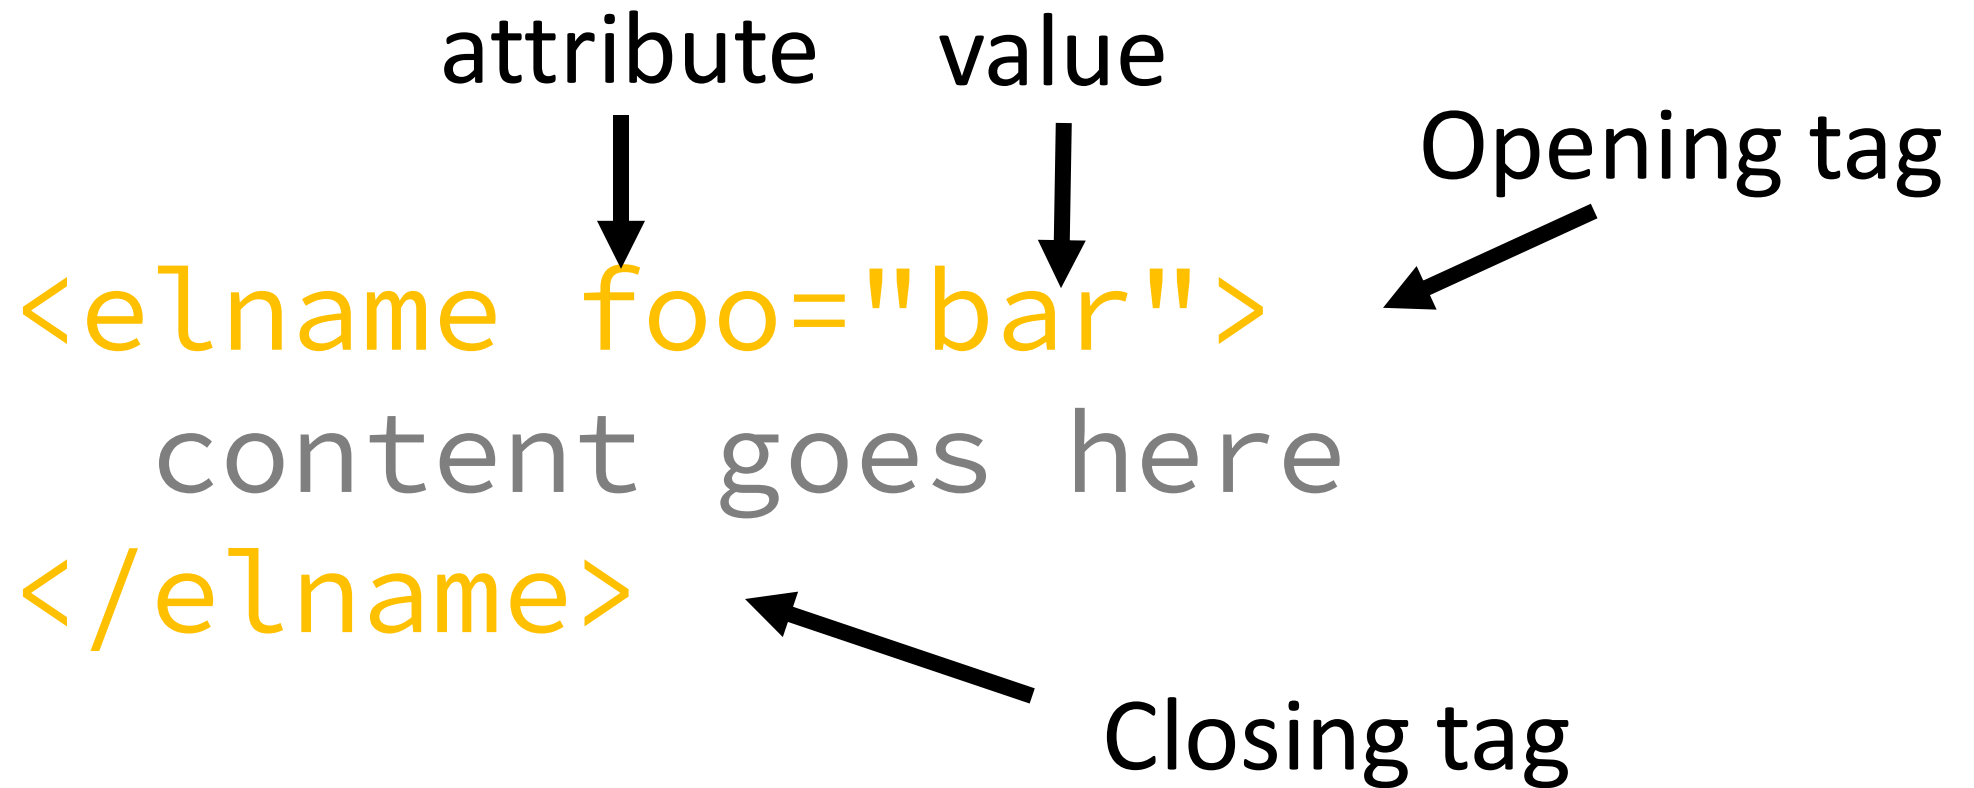 attribute value
Opening tag
<elname foo="bar">
content goes here
</elname>
Closing tag